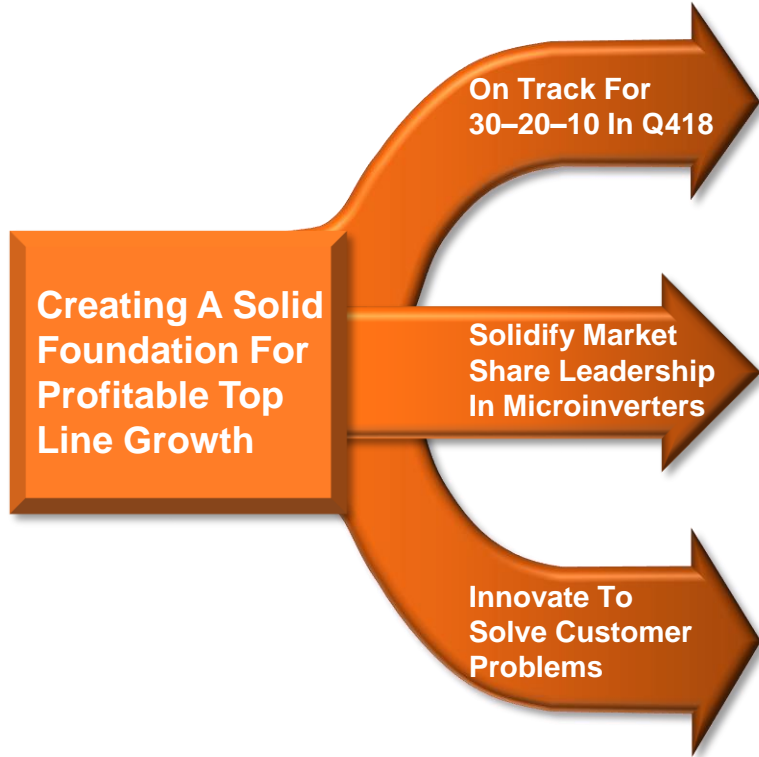 Creating A Solid
Foundation For
Profitable Top
Line Growth
On Track For
30–20–10 In Q418
Solidify Market
Share Leadership
In Microinverters
Innovate To
Solve Customer
Problems